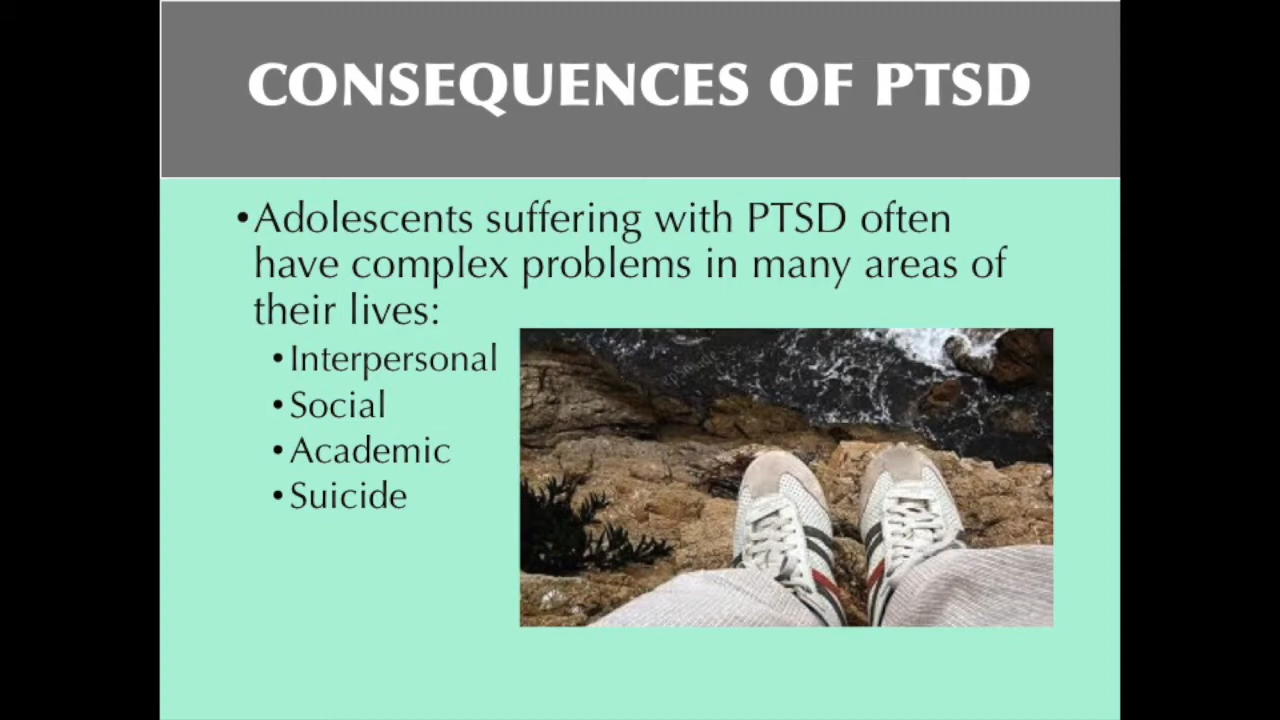 CONSEQUENCES OF PTSD
•Adolescents suffering with PTSD often
have complex problems in many areas of
their lives:
•Interpersonal
•Social
•Academic
•Suicide